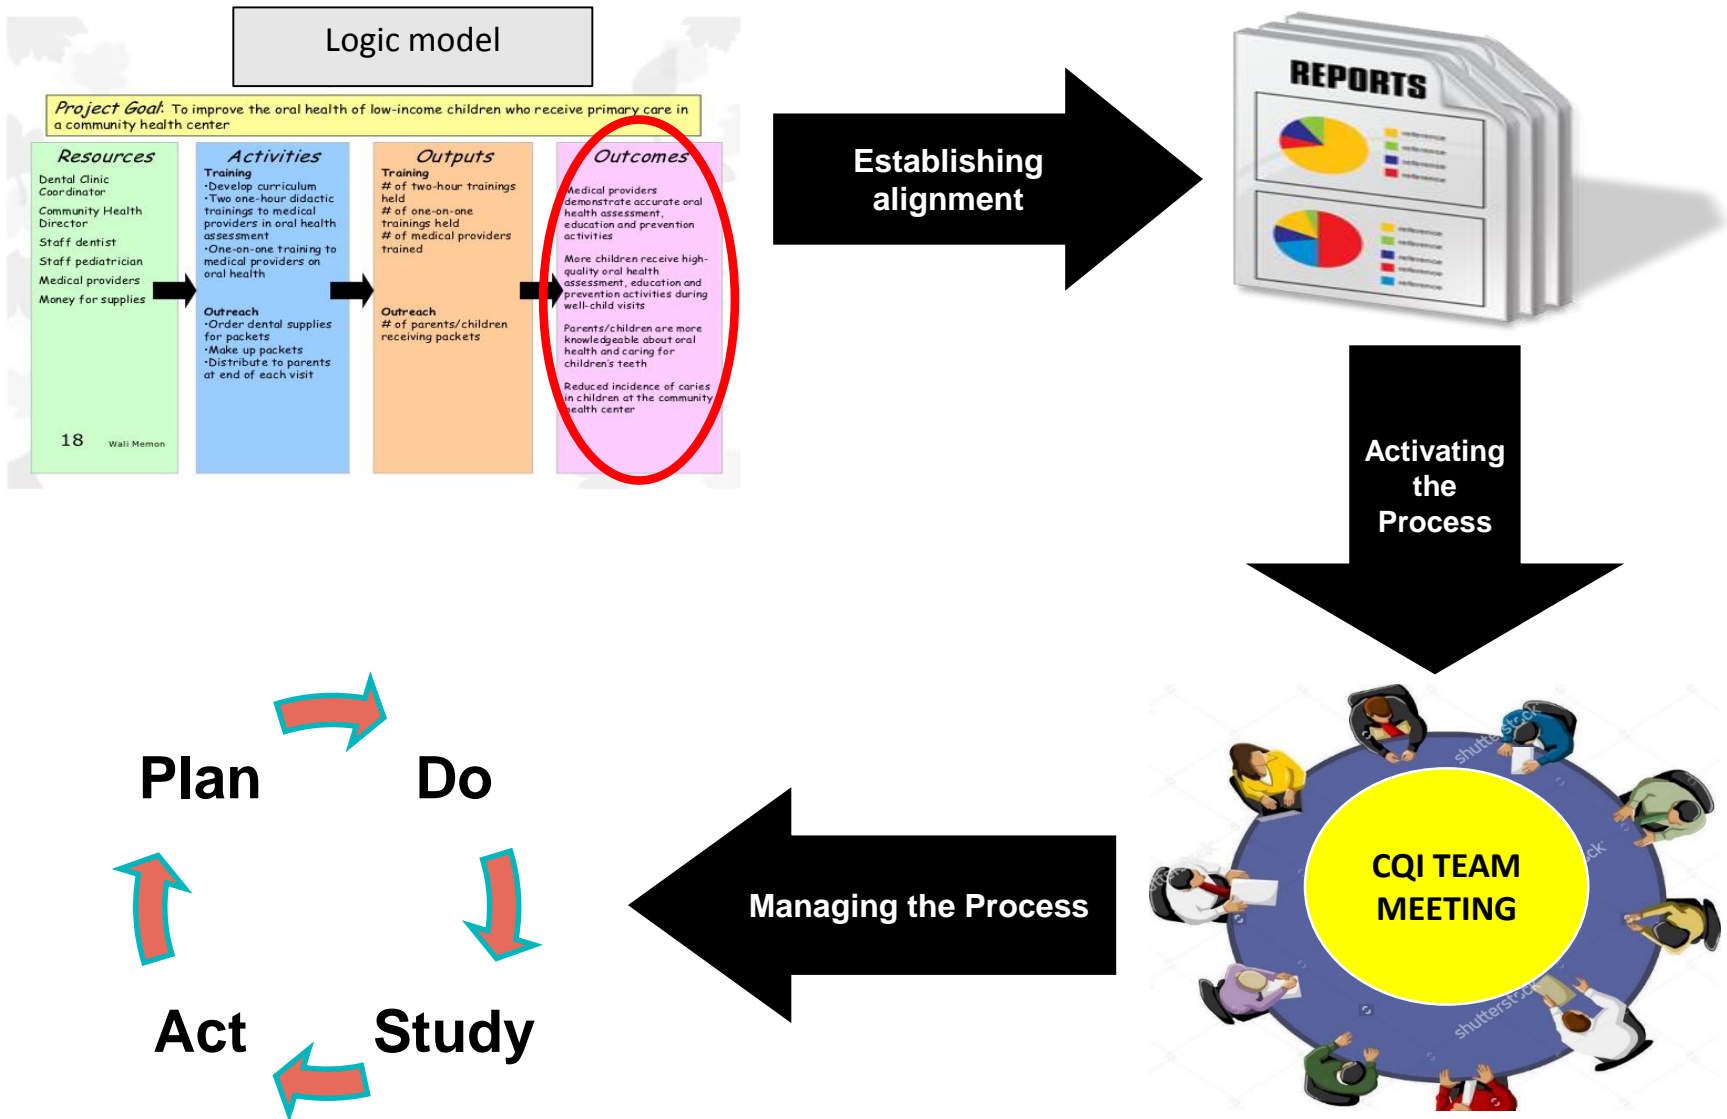 Logic model
Project Goal: To improve the oral health of low-income children who receive primary care in
a community health center
Resources
Dental Clinic
Coordinator
Community Health
Director
Staff dentist
Staff pediatrician
Medical providers
Money for supplies
18
Wali Memon
Activities
Training
•Develop curriculum
•Two one-hour didactic
trainings to medical
providers in oral health
assessment
•One-on-one training to
medical providers on
oral health
Outreach
•Order dental supplies
for packets
•Make up packets
•Distribute to parents
at end of each visit
Outputs
Training
# of two-hour trainings
held
# of one-on-one
trainings held
# of medical providers
trained
Outreach
# of parents/children
receiving packets
Outcomes
Medical providers
demonstrate accurate oral
health assessment,
education and prevention
activities
More children receive high-
quality oral health
assessment, education and
prevention activities during
well-child visits
Parents/children are more
knowledgeable about oral
health and caring for
children's teeth
Reduced incidence of caries
in children at the community
health center
Establishing
alignment
REPORTS
Activating
the
Process
CQI TEAM
MEETING
shutterstock
shutterstock
Managing the Process
Plan
Do
Act
Study